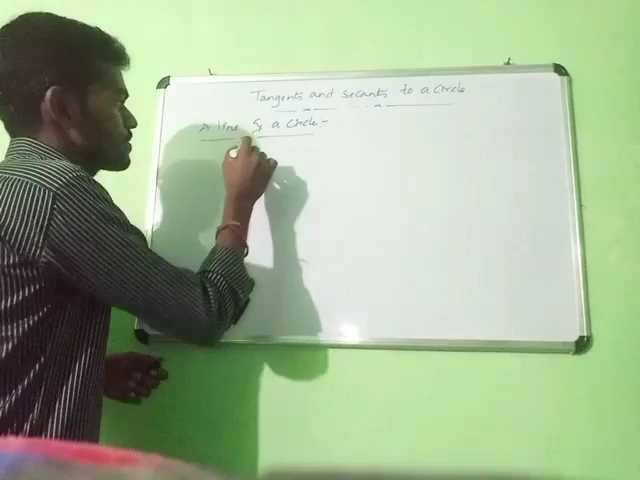 Tangents and secants to a Circle
A line & a Circle:-